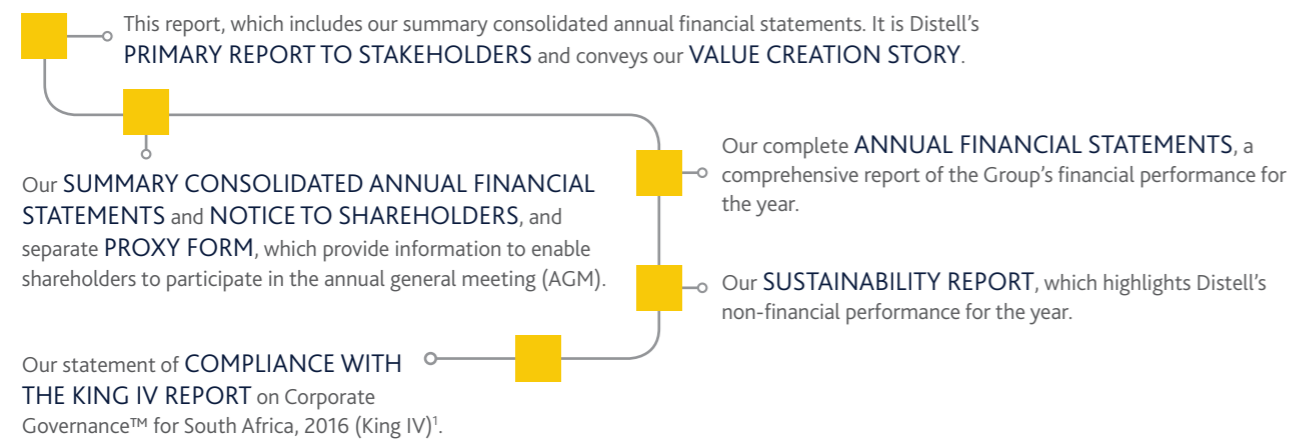 This report, which includes our summary consolidated annual financial statements. It is Distell’s
PRIMARY REPORT TO STAKEHOLDERS and conveys our VALUE CREATION STORY.
Our SUMMARY CONSOLIDATED ANNUAL FINANCIAL
STATEMENTS and NOTICE TO SHAREHOLDERS, and
separate PROXY FORM, which provide information to enable
shareholders to participate in the annual general meeting (AGM).
Our complete ANNUAL FINANCIAL STATEMENTS, a
comprehensive report of the Group’s financial performance for
the year.
Our SUSTAINABILITY REPORT, which highlights Distell’s
non-financial performance for the year.
Our statement of COMPLIANCE WITH
THE KING IV REPORT on Corporate
Governance™ for South Africa, 2016 (King IV)¹.